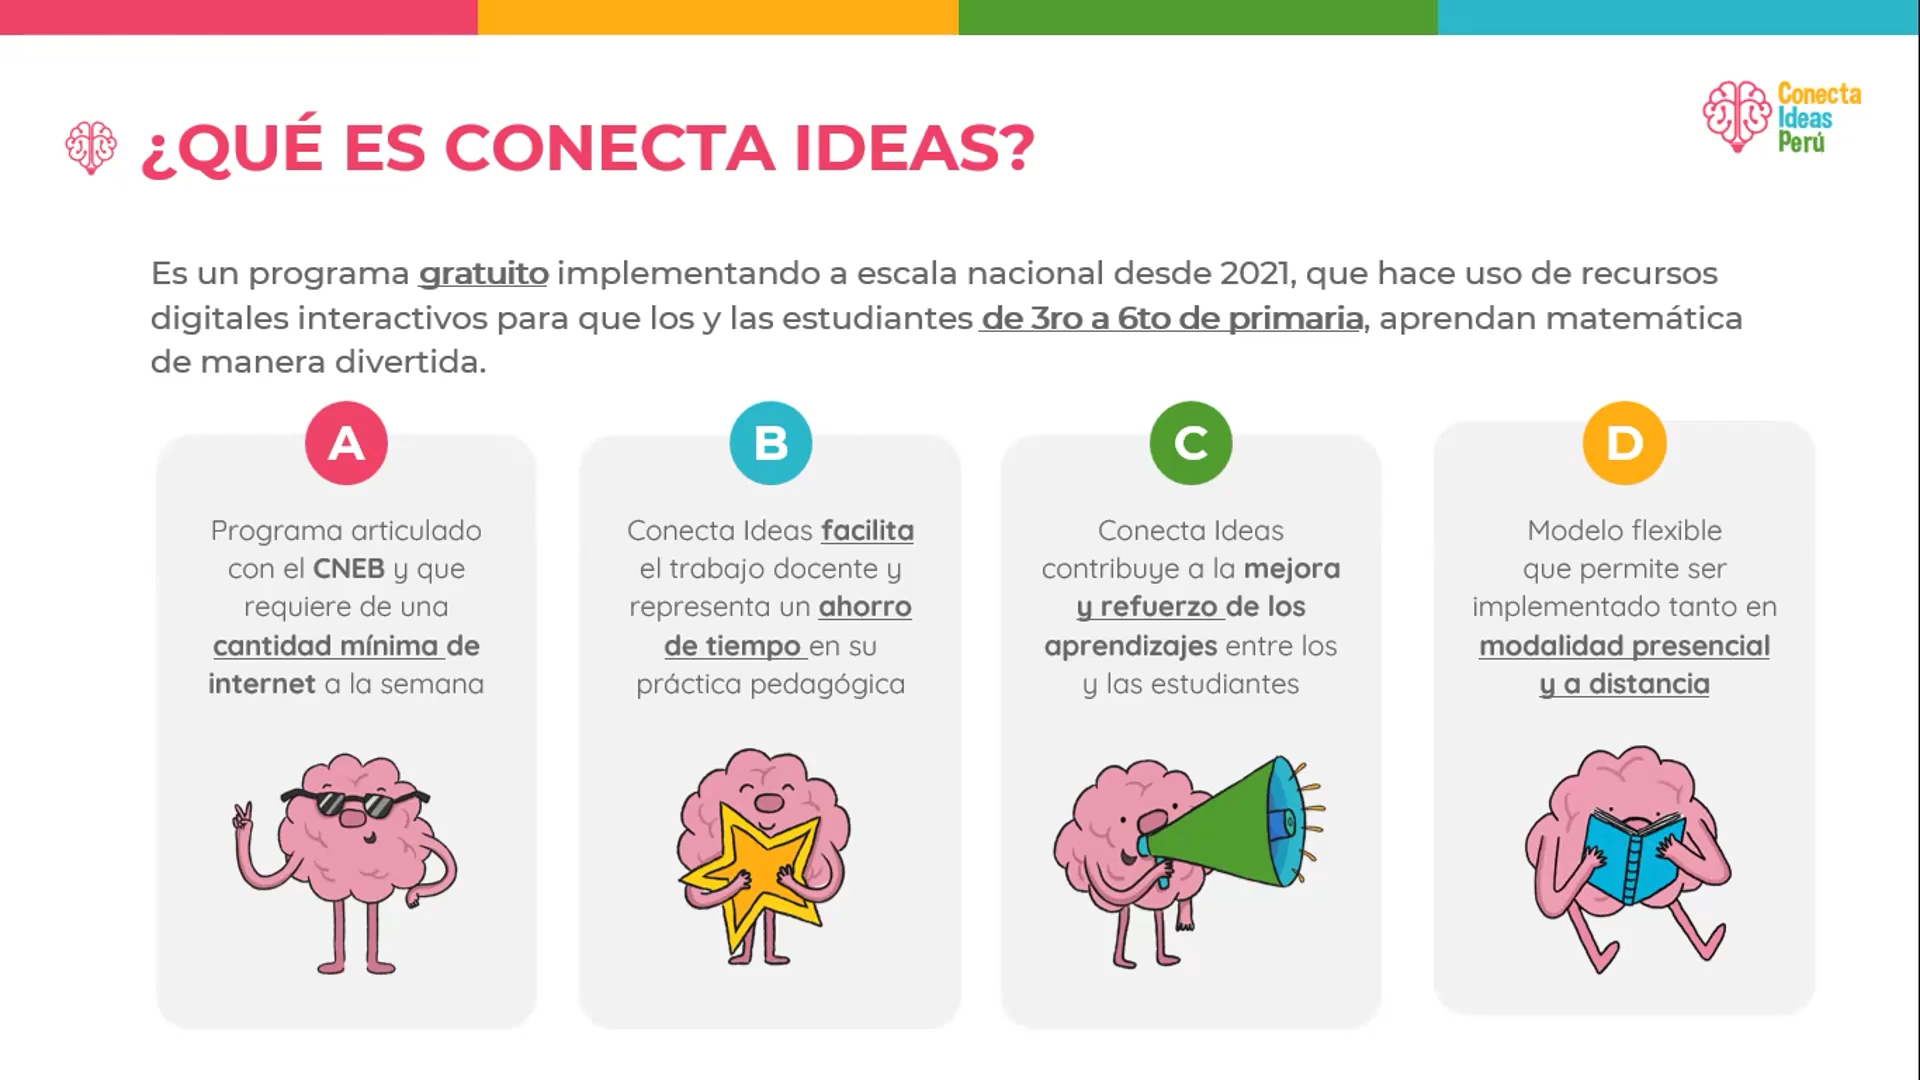 Conecta
Ideas
Perú
¿QUÉ ES CONECTA IDEAS?
Es un programa gratuito implementando a escala nacional desde 2021, que hace uso de recursos
digitales interactivos para que los y las estudiantes de 3ro a 6to de primaria, aprendan matemática
de manera divertida.
A
Programa articulado
con el CNEB y que
requiere de una
cantidad mínima de
internet a la semana
B
Conecta Ideas facilita
el trabajo docente y
representa un ahorro
de tiempo en su
práctica pedagógica
C
Conecta Ideas
contribuye a la mejora
y refuerzo de los
aprendizajes entre los
y las estudiantes
D
Modelo flexible
que permite ser
implementado tanto en
modalidad presencial
y a distancia